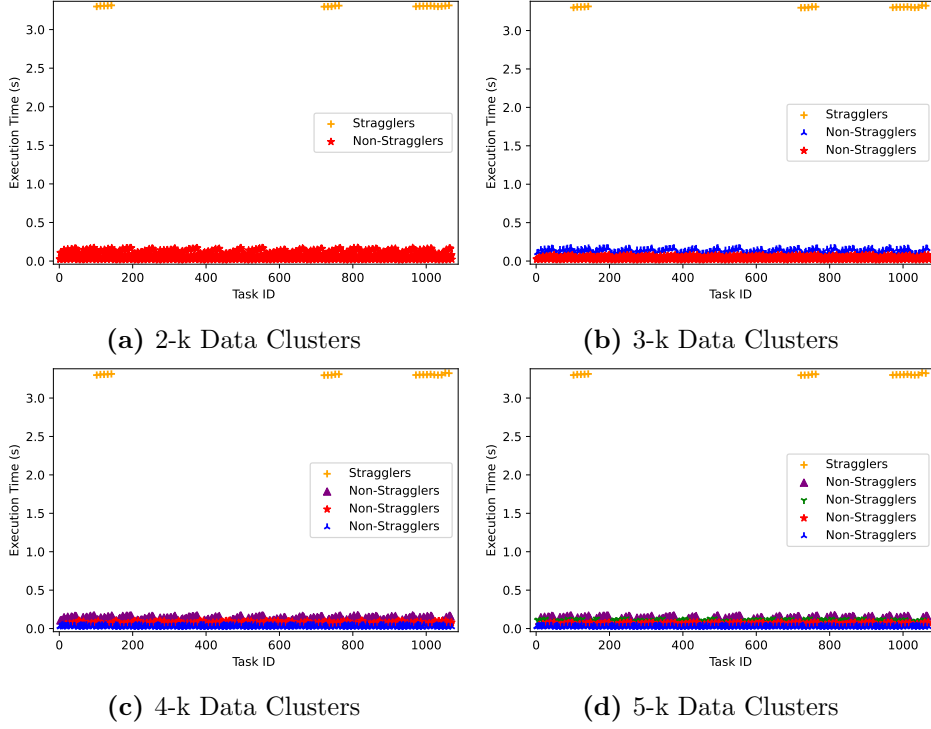 3.5
3.0
2.5
2.0
1.5
1.0
0.5
0.0
Execution Time (s)
Stragglers
Non-Stragglers
0 200 400 600 800 1000
Task ID
(a) 2-k Data Clusters
3.0
2.5
2.0
1.5
1.0
0.5
0.0
Execution Time (s)
Stragglers
Non-Stragglers
Non-Stragglers
0 200 400 600 800 1000
Task ID
(b) 3-k Data Clusters
3.0
2.5
2.0
1.5
1.0
0.5
0.0
Execution Time (s)
Stragglers
Non-Stragglers
Non-Stragglers
Non-Stragglers
0 200 400 600 800 1000
Task ID
(c) 4-k Data Clusters
3.0
2.5
2.0
1.5
1.0
0.5
0.0
Execution Time (s)
Stragglers
Non-Stragglers
Non-Stragglers
Non-Stragglers
Non-Stragglers
0 200 400 600 800 1000
Task ID
(d) 5-k Data Clusters